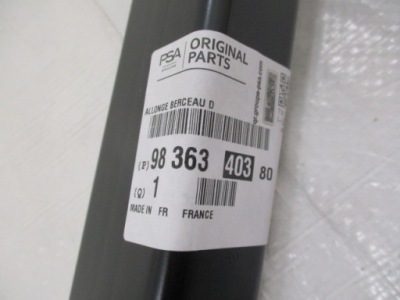 PSA
ORIGINAL
PARTS
ALLONGE BERCEAU D
(P) 98 363 403 80
(Q) 1
MADE IN FR FRANCE